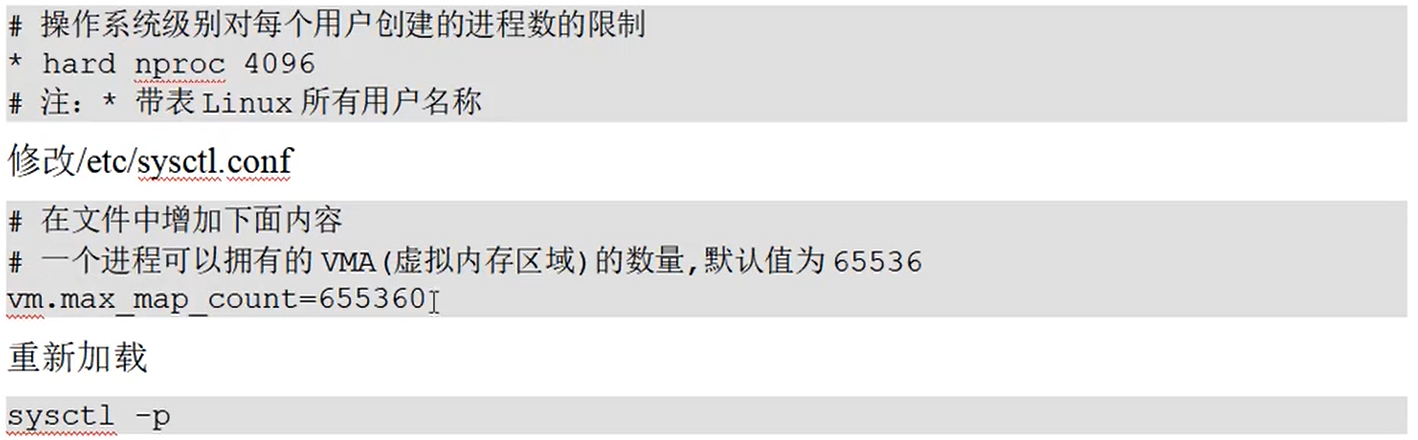 # 操作系统级别对每个用户创建的进程数的限制
* hard nproc 4096
# 注：* 带表 Linux 所有用户名称
修改/etc/sysctl.conf
# 在文件中增加下面内容
# 一个进程可以拥有的 VMA(虚拟内存区域)的数量,默认值为 65536
vm.max_map_count=655360
重新加载
sysctl -p